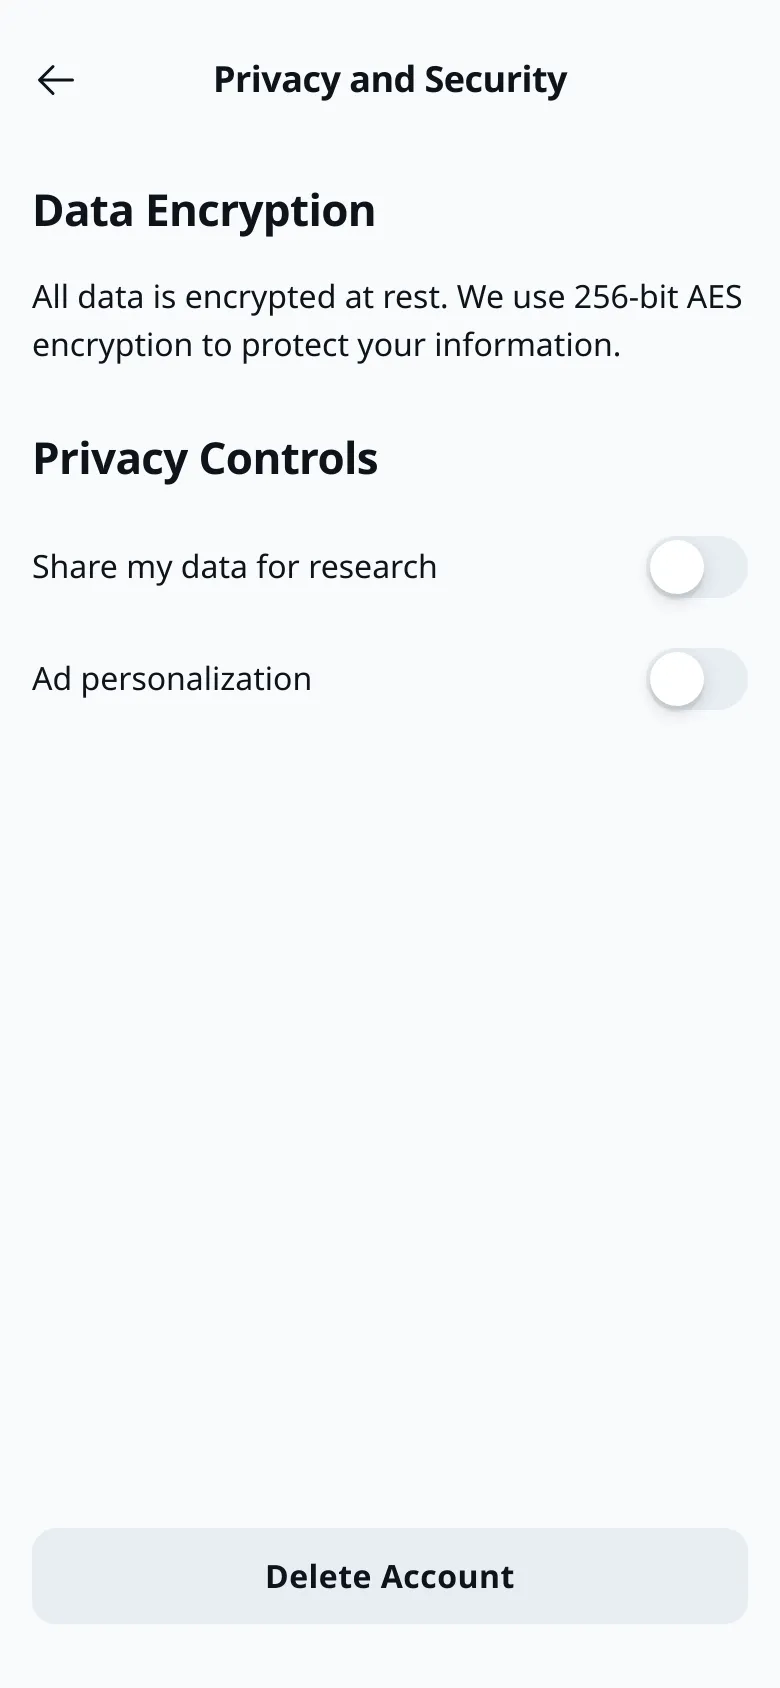 Privacy and Security
Data Encryption
All data is encrypted at rest. We use 256-bit AES
encryption to protect your information.
Privacy Controls
Share my data for research
Ad personalization
Delete Account